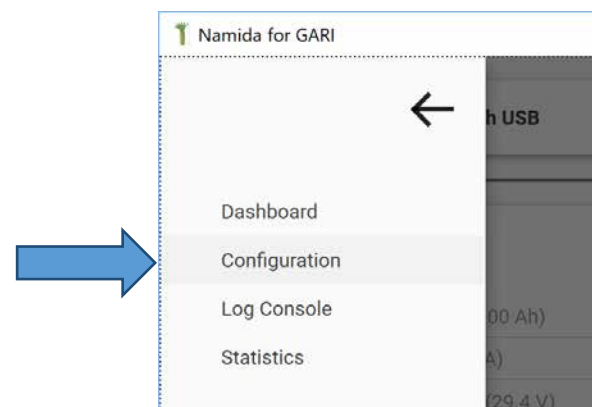 Namida for GARI
h USB
Dashboard
Configuration
Log Console
00 Ah)
Statistics
A)
(29.4 V)